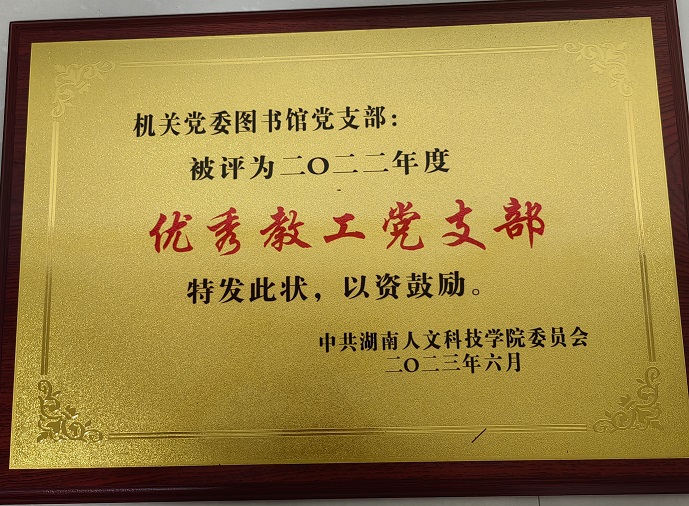 机关党委图书馆党支部：
被评为二〇二二年度
优秀教工党支部
特发此状，以资鼓励。
中共湖南人文科技学院委员会
二〇二三年六月